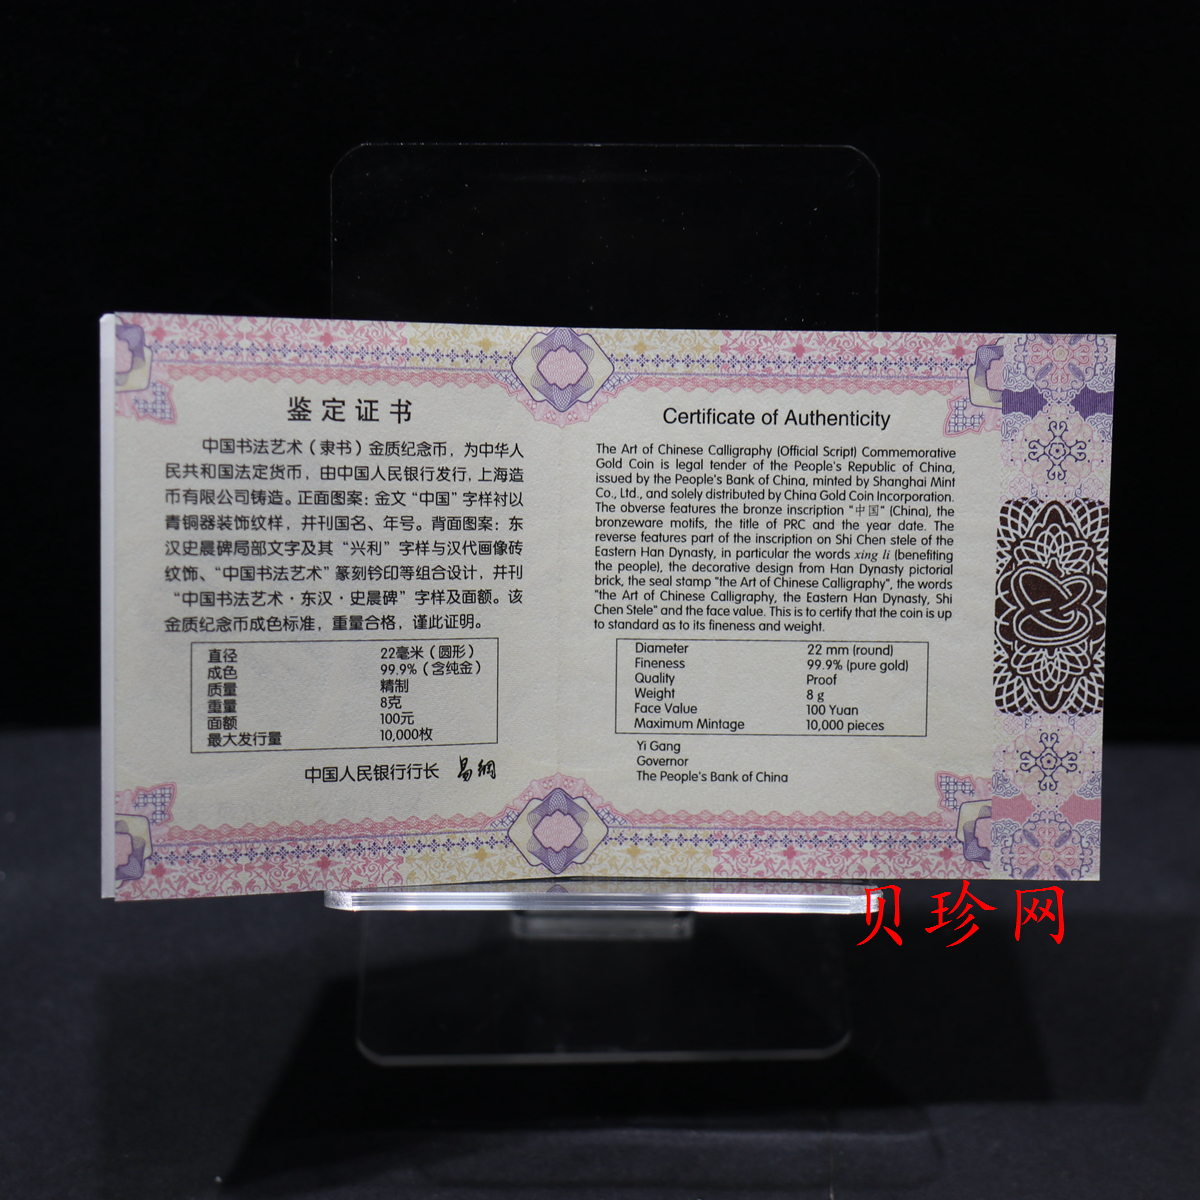 鉴定证书
中国书法艺术（隶书）金质纪念币，为中华人
民共和国法定货币，由中国人民银行发行，上海造
币有限公司铸造。正面图案：金文“中国”字样衬以
青铜器装饰纹样，并刊国名、年号。背面图案：东
汉史晨碑局部文字及其“兴利”字样与汉代画像砖
纹饰、“中国书法艺术”篆刻钤印等组合设计，并刊
“中国书法艺术·东汉·史晨碑”字样及面额。该
金质纪念币成色标准，重量合格，谨此证明。
直径 22毫米（圆形）
成色 99.9%（含纯金）
质量 精制
重量 8克
面额 100元
最大发行量 10,000枚
中国人民银行行长 易纲
Certificate of Authenticity
The Art of Chinese Calligraphy (Official Script) Commemorative
Gold Coin is legal tender of the People's Republic of China,
issued by the People's Bank of China, minted by Shanghai Mint
Co., Ltd., and solely distributed by China Gold Coin Incorporation.
The obverse features the bronze inscription "中国" (China), the
bronzeware motifs, the title of PRC and the year date. The
reverse features part of the inscription on Shi Chen stele of the
Eastern Han Dynasty, in particular the words xing li (benefiting
the people), the decorative design from Han Dynasty pictorial
brick, the seal stamp "the Art of Chinese Calligraphy", the words
"the Art of Chinese Calligraphy, the Eastern Han Dynasty, Shi
Chen Stele" and the face value. This is to certify that the coin is up
to standard as to its fineness and weight.
Diameter 22 mm (round)
Fineness 99.9% (pure gold)
Quality Proof
Weight 8 g
Face Value 100 Yuan
Maximum Mintage 10,000 pieces
Yi Gang
Governor
The People's Bank of China
贝珍网